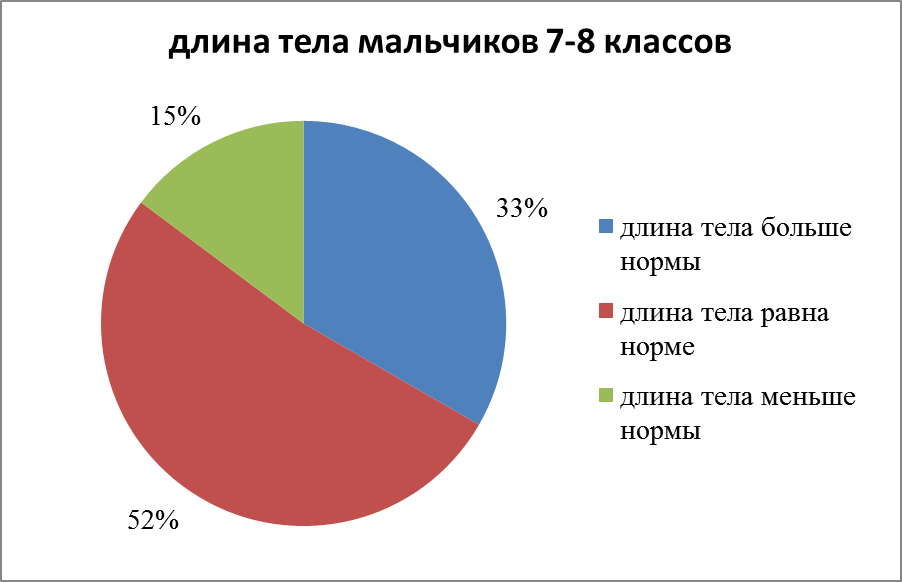 длина тела мальчиков 7-8 классов
15%
33%
52%
длина тела больше
нормы
длина тела равна
норме
длина тела меньше
нормы